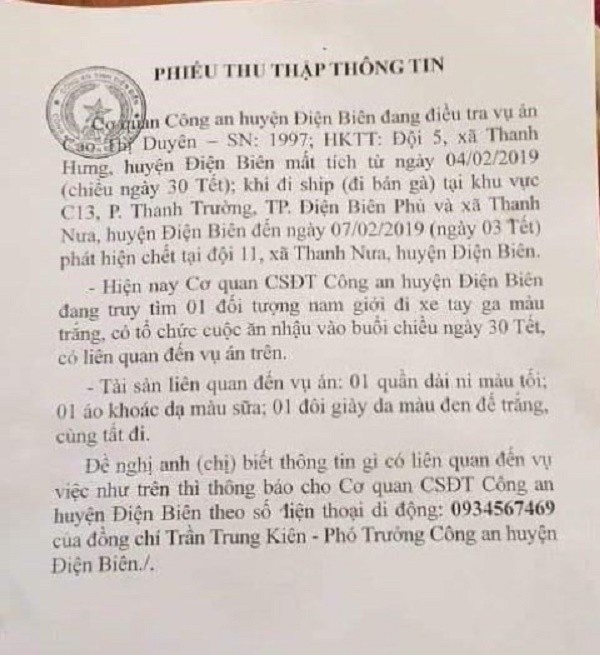 PHIẾU THU THẬP THÔNG TIN
CÔNG AN TỈNH ĐIỆN BIÊN
Cơ quan Công an huyện Điện Biên đang điều tra vụ án
Cao Thị Duyên – SN: 1997; HKTT: Đội 5, xã Thanh
Hưng, huyện Điện Biên mất tích từ ngày 04/02/2019
(chiều ngày 30 Tết); khi đi ship (đi bán gà) tại khu vực
C13, P. Thanh Trường, TP. Điện Biên Phủ và xã Thanh
Nưa, huyện Điện Biên đến ngày 07/02/2019 (ngày 03 Tết)
phát hiện chết tại đội 11, xã Thanh Nưa, huyện Điện Biên.
- Hiện nay Cơ quan CSĐT Công an huyện Điện Biên
đang truy tìm 01 đối tượng nam giới đi xe tay ga màu
trắng, có tổ chức cuộc ăn nhậu vào buổi chiều ngày 30 Tết,
có liên quan đến vụ án trên.
- Tài sản liên quan đến vụ án: 01 quần dài nỉ màu tối;
01 áo khoác dạ màu sữa; 01 đôi giày da màu đen đế trắng,
cùng tất đi.
Đề nghị anh (chị) biết thông tin gì có liên quan đến vụ
việc như trên thì thông báo cho Cơ quan CSĐT Công an
huyện Điện Biên theo số điện thoại di động: 0934567469
của đồng chí Trần Trung Kiên - Phó Trưởng Công an huyện
Điện Biên./.